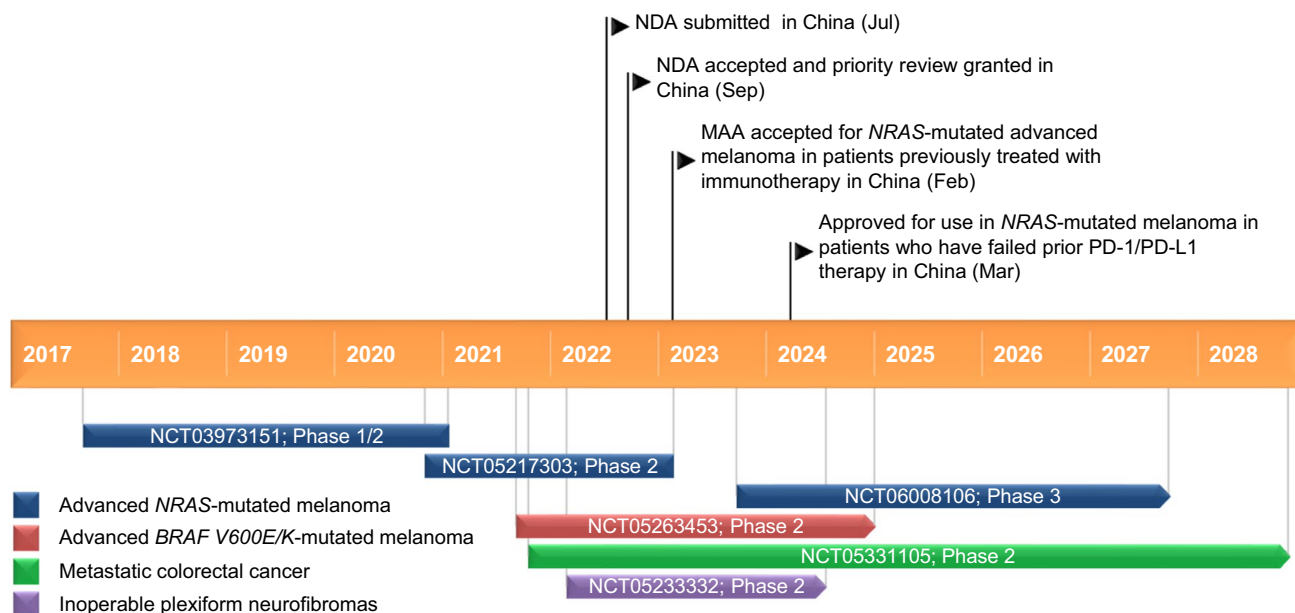 NDA submitted in China (Jul)
NDA accepted and priority review granted in
China (Sep)
MAA accepted for NRAS-mutated advanced
melanoma in patients previously treated with
immunotherapy in China (Feb)
Approved for use in NRAS-mutated melanoma in
patients who have failed prior PD-1/PD-L1
therapy in China (Mar)
2017 2018 2019 2020 2021 2022 2023 2024 2025 2026 2027 2028
NCT03973151; Phase 1/2
NCT05217303; Phase 2
NCT06008106; Phase 3
NCT05263453; Phase 2
NCT05331105; Phase 2
NCT05233332; Phase 2
Advanced NRAS-mutated melanoma
Advanced BRAF V600E/K-mutated melanoma
Metastatic colorectal cancer
Inoperable plexiform neurofibromas